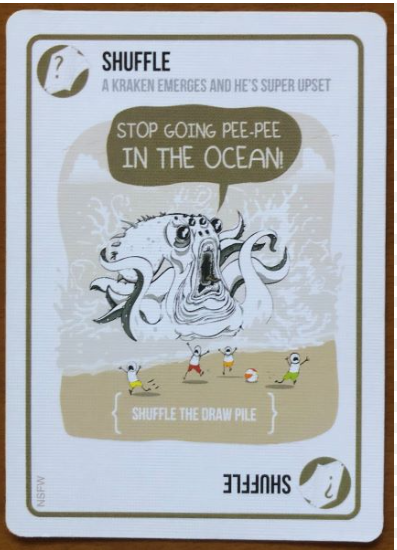 ?
SHUFFLE
A KRAKEN EMERGES AND HE'S SUPER UPSET
STOP GOING PEE-PEE
IN THE OCEAN!
{ SHUFFLE THE DRAW PILE }
NSFW
SHUFFLE
?